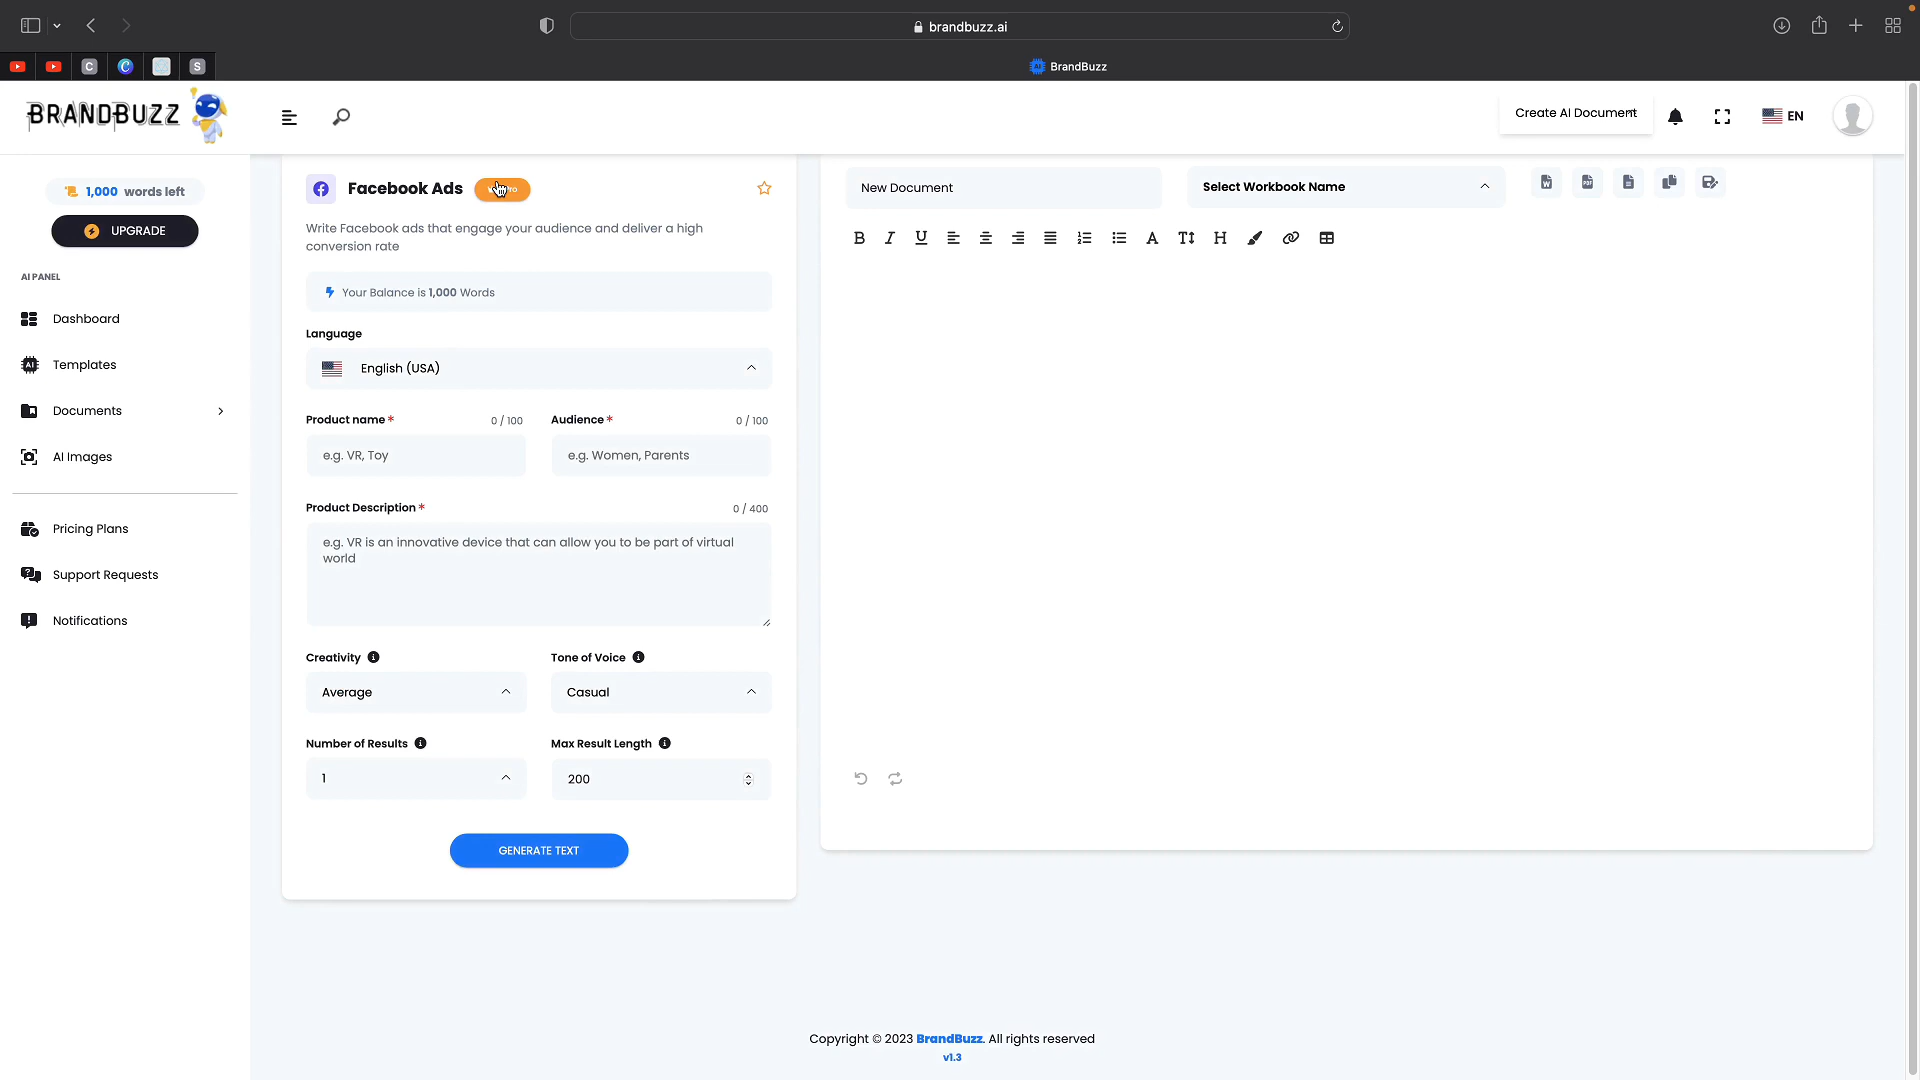 brandbuzz.ai
C
S
BrandBuzz
BRANDBUZZ
Create AI Document
EN
1,000 words left
UPGRADE
AI PANEL
Dashboard
Templates
Documents
AI Images
Pricing Plans
Support Requests
Notifications
Facebook Ads
Write Facebook ads that engage your audience and deliver a high
conversion rate
Your Balance is 1,000 Words
Language
English (USA)
Product name * 0 / 100
e.g. VR, Toy
Audience * 0 / 100
e.g. Women, Parents
Product Description * 0 / 400
e.g. VR is an innovative device that can allow you to be part of virtual
world
Creativity
Average
Tone of Voice
Casual
Number of Results
1
Max Result Length
200
GENERATE TEXT
New Document
Select Workbook Name
Copyright © 2023 BrandBuzz. All rights reserved
v1.3